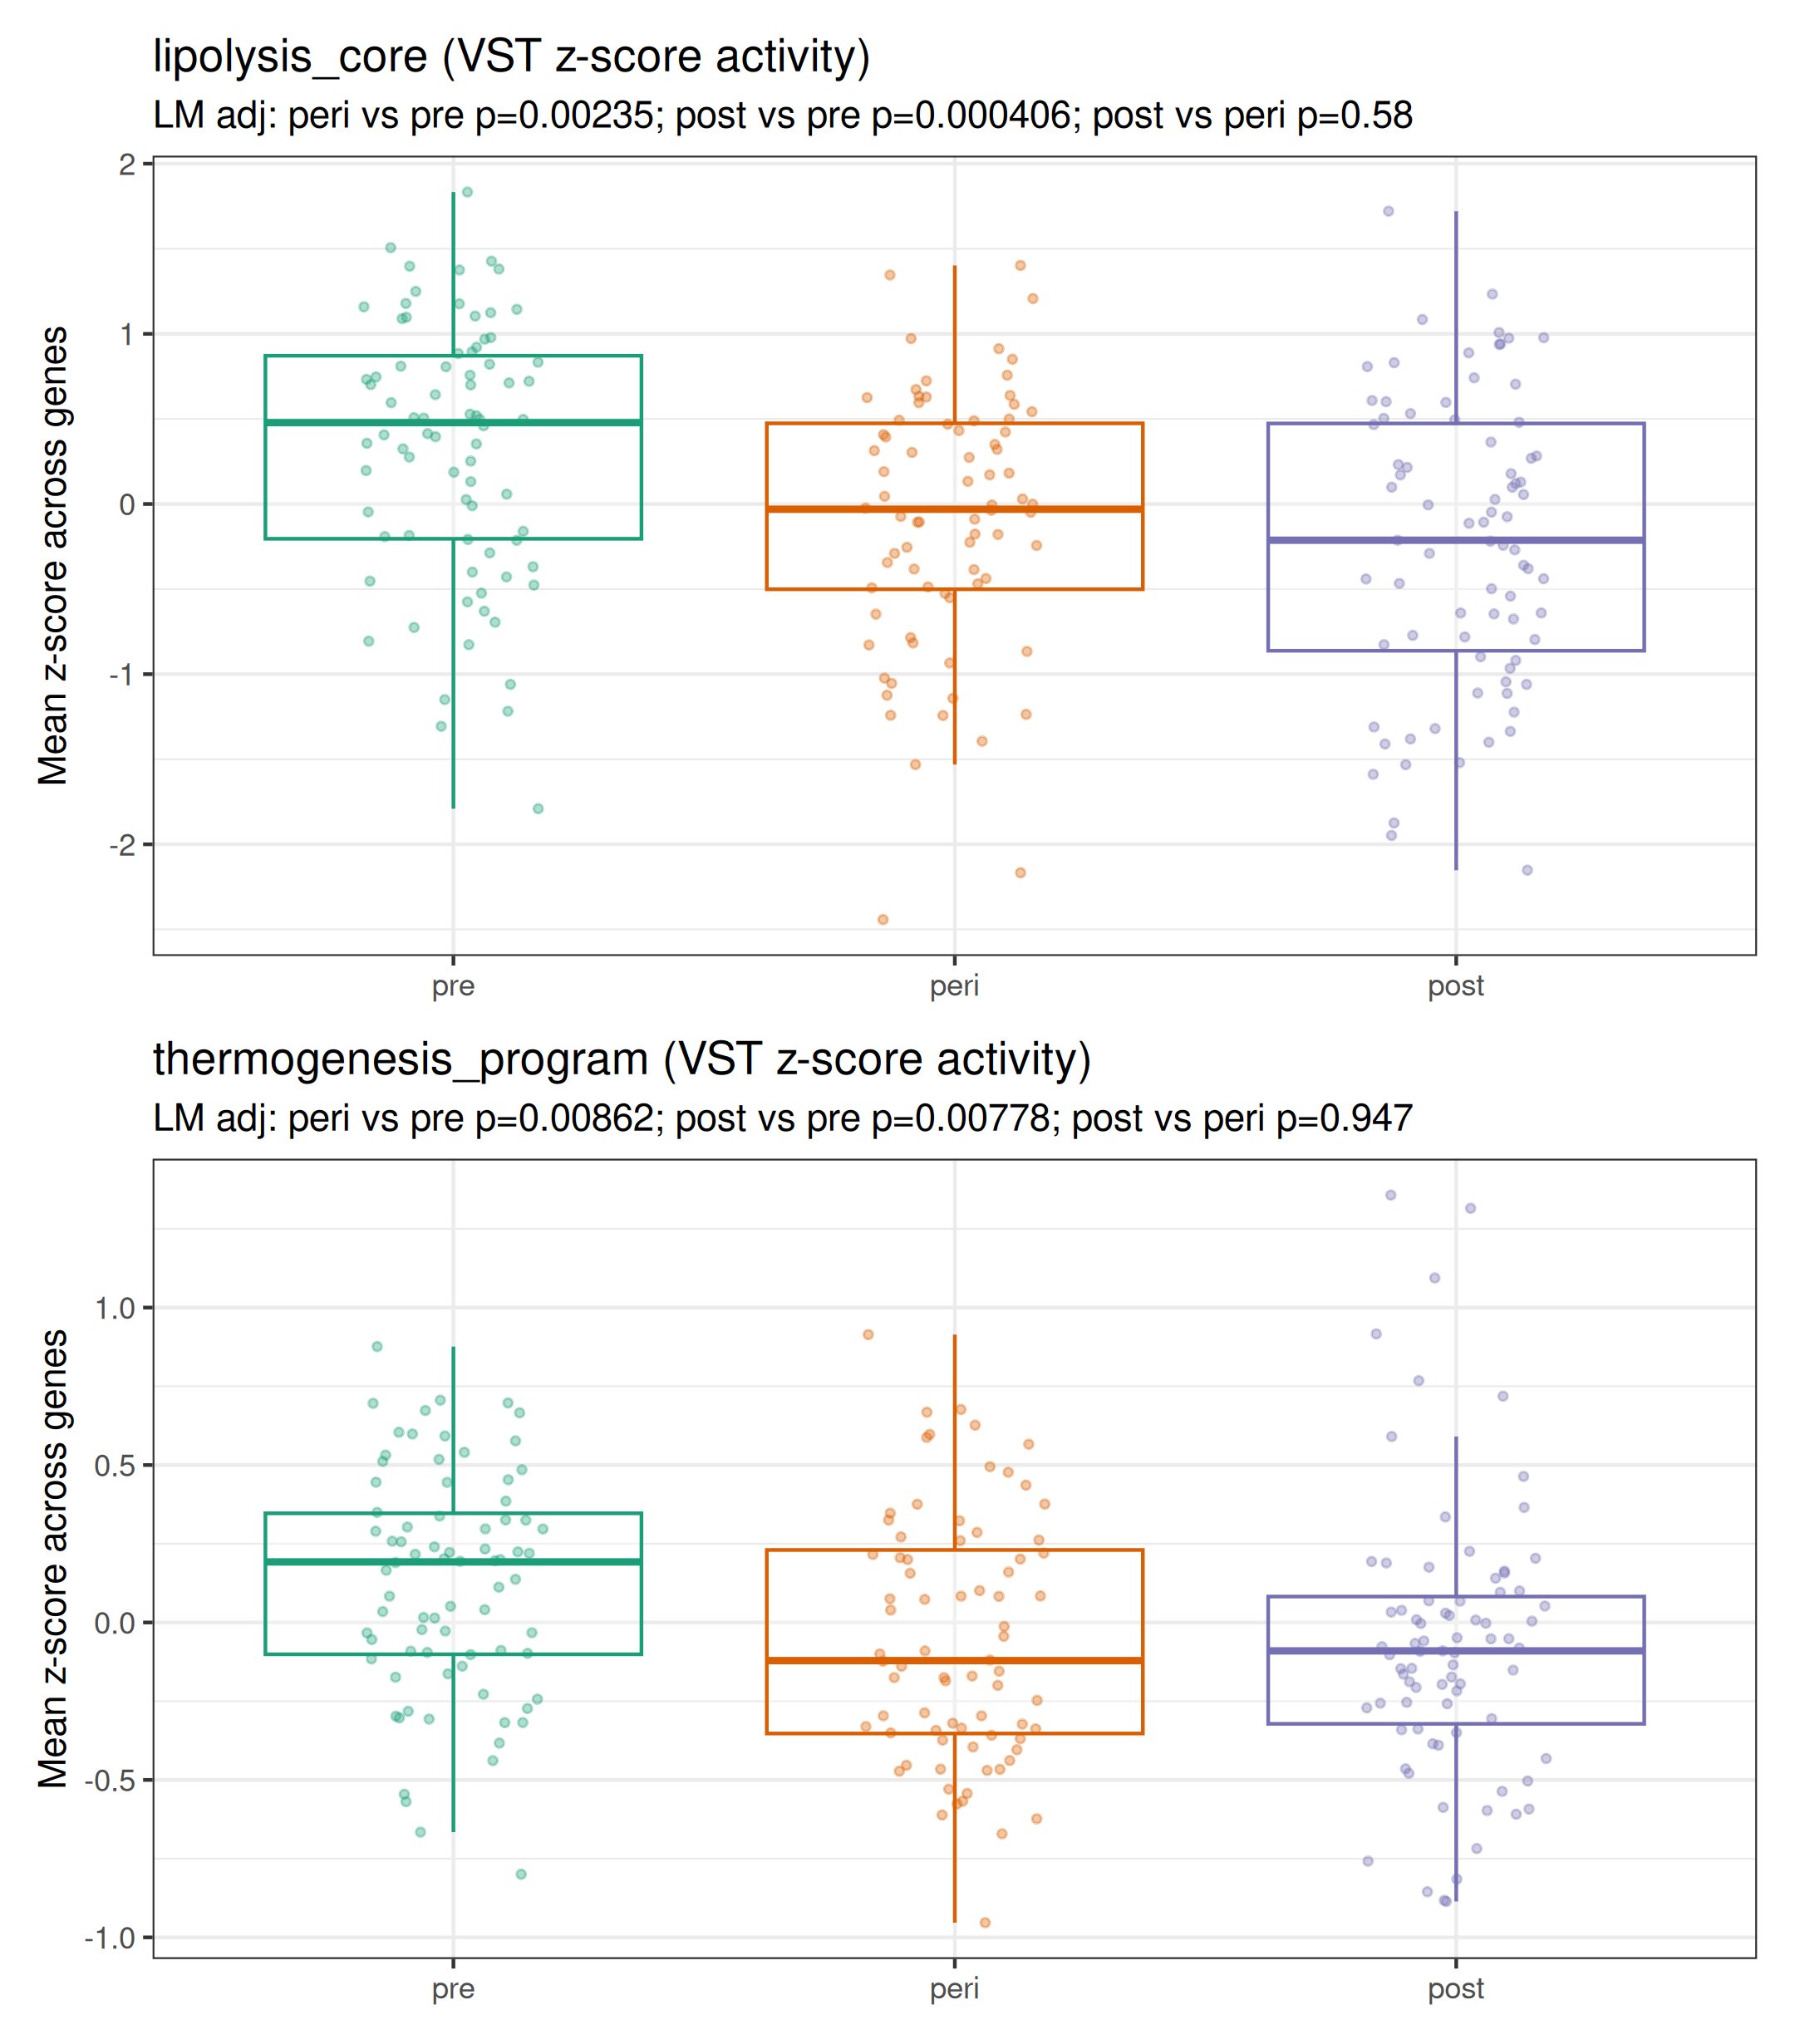 lipolysis_core (VST z-score activity)
LM adj: peri vs pre p=0.00235; post vs pre p=0.000406; post vs peri p=0.58
Mean z-score across genes
2
1
0
-1
-2
pre
peri
post
thermogenesis_program (VST z-score activity)
LM adj: peri vs pre p=0.00862; post vs pre p=0.00778; post vs peri p=0.947
Mean z-score across genes
1.0
0.5
0.0
-0.5
-1.0
pre
peri
post